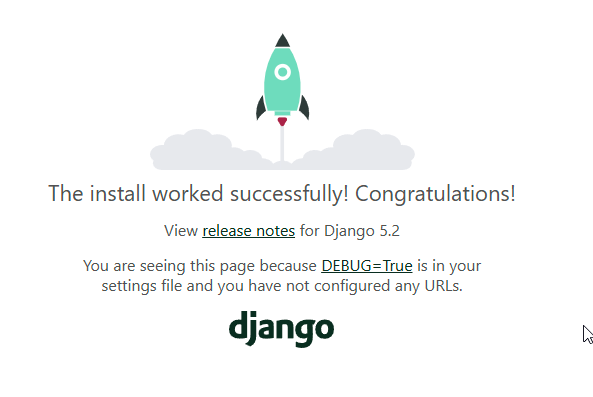 The install worked successfully! Congratulations!
View release notes for Django 5.2
You are seeing this page because DEBUG=True is in your
settings file and you have not configured any URLs.
django